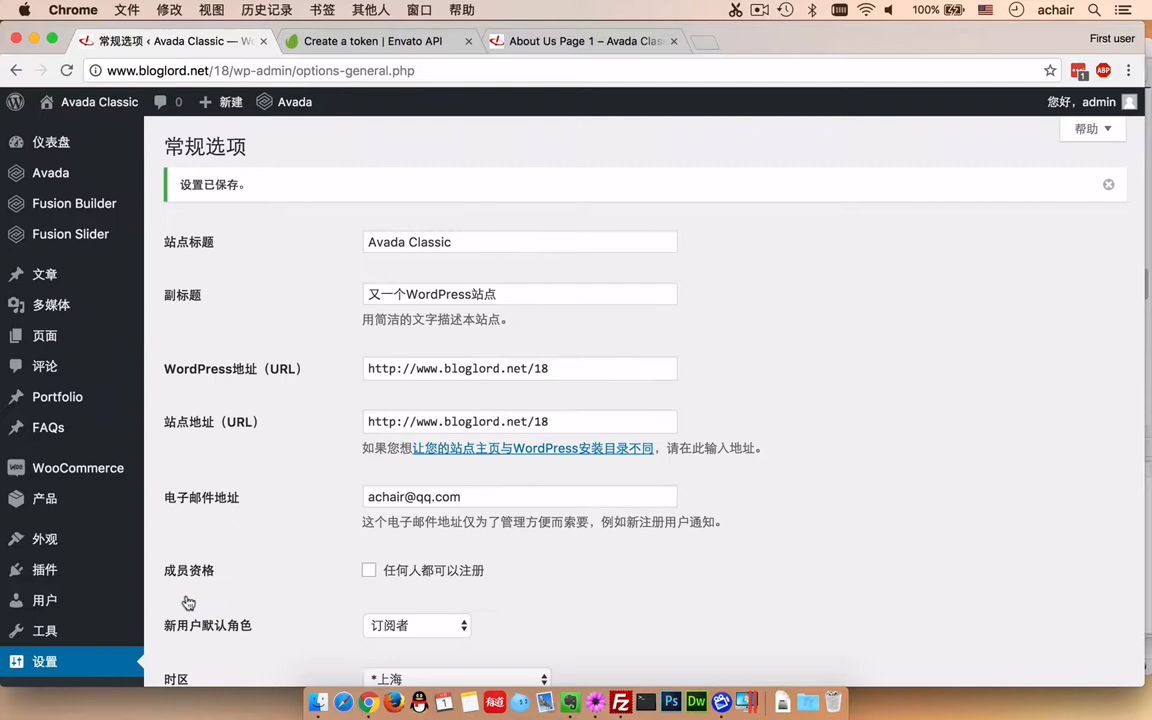 Chrome 文件 修改 视图 历史记录 书签 其他人 窗口 帮助 100% achair
常规选项 ‹ Avada Classic — Wo Create a token | Envato API About Us Page 1 – Avada Clas First user
www.bloglord.net/18/wp-admin/options-general.php ABP 1
Avada Classic 0 新建 Avada 您好，admin
帮助
仪表盘
Avada
Fusion Builder
Fusion Slider
文章
多媒体
页面
评论
Portfolio
FAQs
WooCommerce
产品
外观
插件
用户
工具
设置
常规选项
设置已保存。
站点标题 Avada Classic
副标题 又一个WordPress站点
用简洁的文字描述本站点。
WordPress地址（URL） http://www.bloglord.net/18
站点地址（URL） http://www.bloglord.net/18
如果您想让您的站点主页与WordPress安装目录不同，请在此输入地址。
电子邮件地址 achair@qq.com
这个电子邮件地址仅为了管理方便而索要，例如新注册用户通知。
成员资格 任何人都可以注册
新用户默认角色 订阅者
时区 *上海
1 有道 Fz Ps Dw